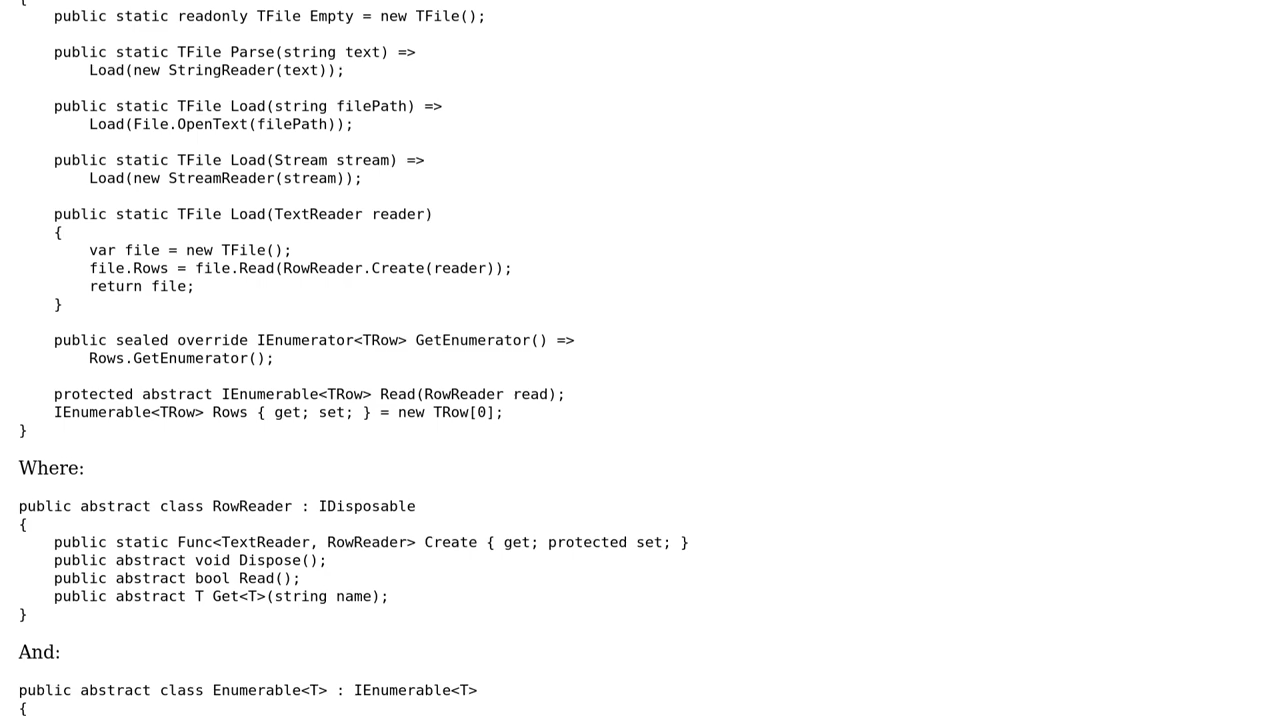 {
    public static readonly TFile Empty = new TFile();

    public static TFile Parse(string text) =>
        Load(new StringReader(text));

    public static TFile Load(string filePath) =>
        Load(File.OpenText(filePath));

    public static TFile Load(Stream stream) =>
        Load(new StreamReader(stream));

    public static TFile Load(TextReader reader)
    {
        var file = new TFile();
        file.Rows = file.Read(RowReader.Create(reader));
        return file;
    }

    public sealed override IEnumerator<TRow> GetEnumerator() =>
        Rows.GetEnumerator();

    protected abstract IEnumerable<TRow> Read(RowReader read);
    IEnumerable<TRow> Rows { get; set; } = new TRow[0];
}
Where:
public abstract class RowReader : IDisposable
{
    public static Func<TextReader, RowReader> Create { get; protected set; }
    public abstract void Dispose();
    public abstract bool Read();
    public abstract T Get<T>(string name);
}
And:
public abstract class Enumerable<T> : IEnumerable<T>
{